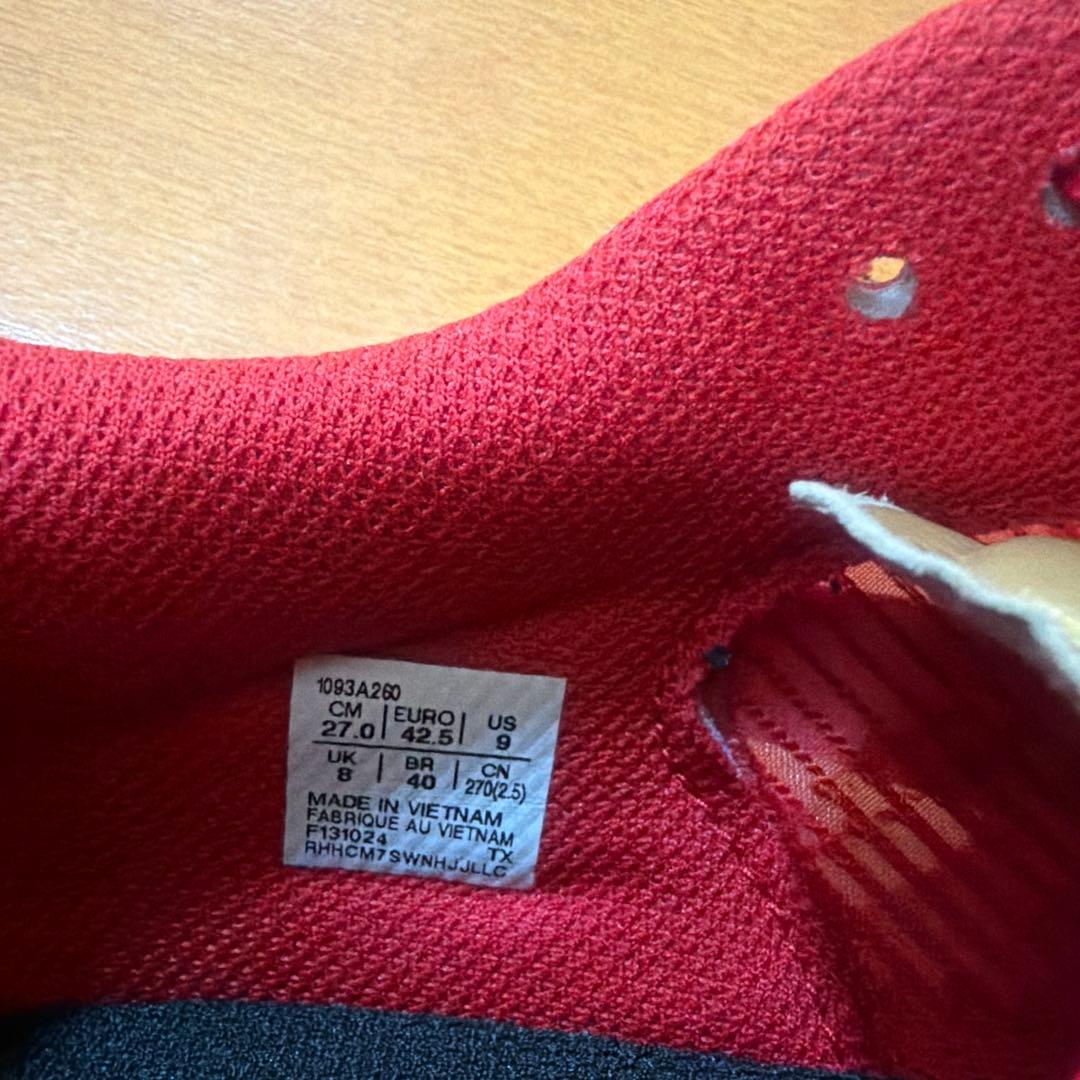 1093A260
CM | EURO | US
27.0 | 42.5 | 9
UK | BR | CN
8 | 40 | 270(2.5)
MADE IN VIETNAM
FABRIQUE AU VIETNAM
F131024 TX
RHHCM7SWNHJJLLC